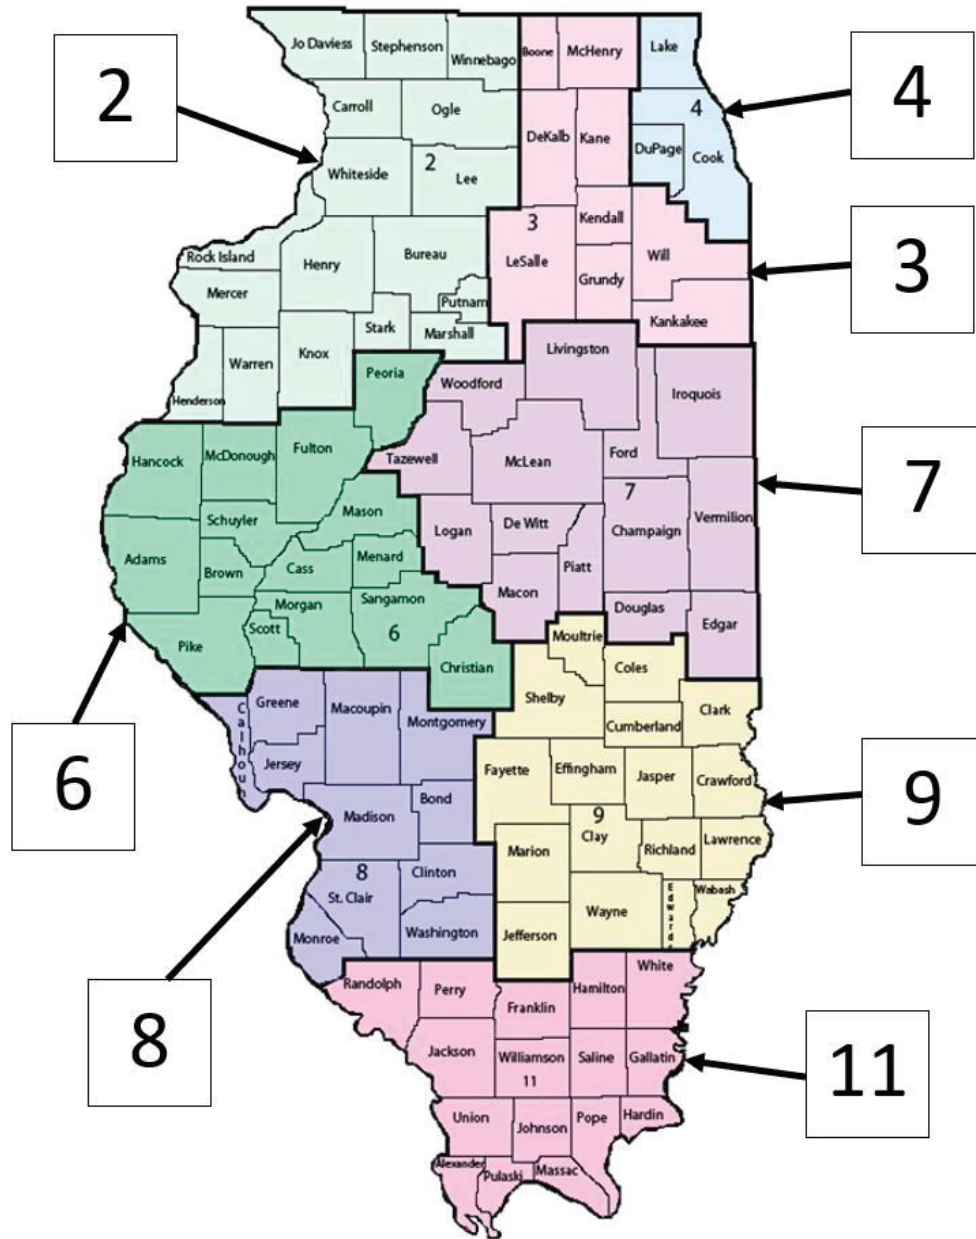 Jo Daviess
Stephenson
Winnebago
Boone
McHenry
Lake
2
4
Carroll
Ogle
4
DeKalb
Kane
DuPage
Cook
Whiteside
2
Lee
Kendall
3
Rock Island
Henry
Bureau
LeSalle
Will
Grundy
3
Mercer
Putnam
Stark
Marshall
Kankakee
Knox
Warren
Livingston
Peoria
Woodford
Iroquois
Henderson
Hancock
McDonough
Fulton
Tazewell
McLean
Ford
7
7
Mason
Schuyler
Logan
De Witt
Champaign
Vermilion
Adams
Brown
Cass
Menard
Piatt
Macon
Morgan
Sangamon
Scott
6
Douglas
Edgar
Pike
Moultrie
Christian
Coles
Shelby
Greene
Macoupin
Montgomery
Calhoun
Cumberland
Clark
6
Jersey
Fayette
Effingham
Jasper
Crawford
9
Madison
Bond
9
Clay
Marion
Richland
Lawrence
8
St. Clair
Clinton
Wabash
Edwards
Wayne
Monroe
Washington
Jefferson
White
Randolph
Perry
Franklin
Hamilton
8
Jackson
Williamson
11
Saline
Gallatin
11
Union
Johnson
Pope
Hardin
Alexander
Pulaski
Massac